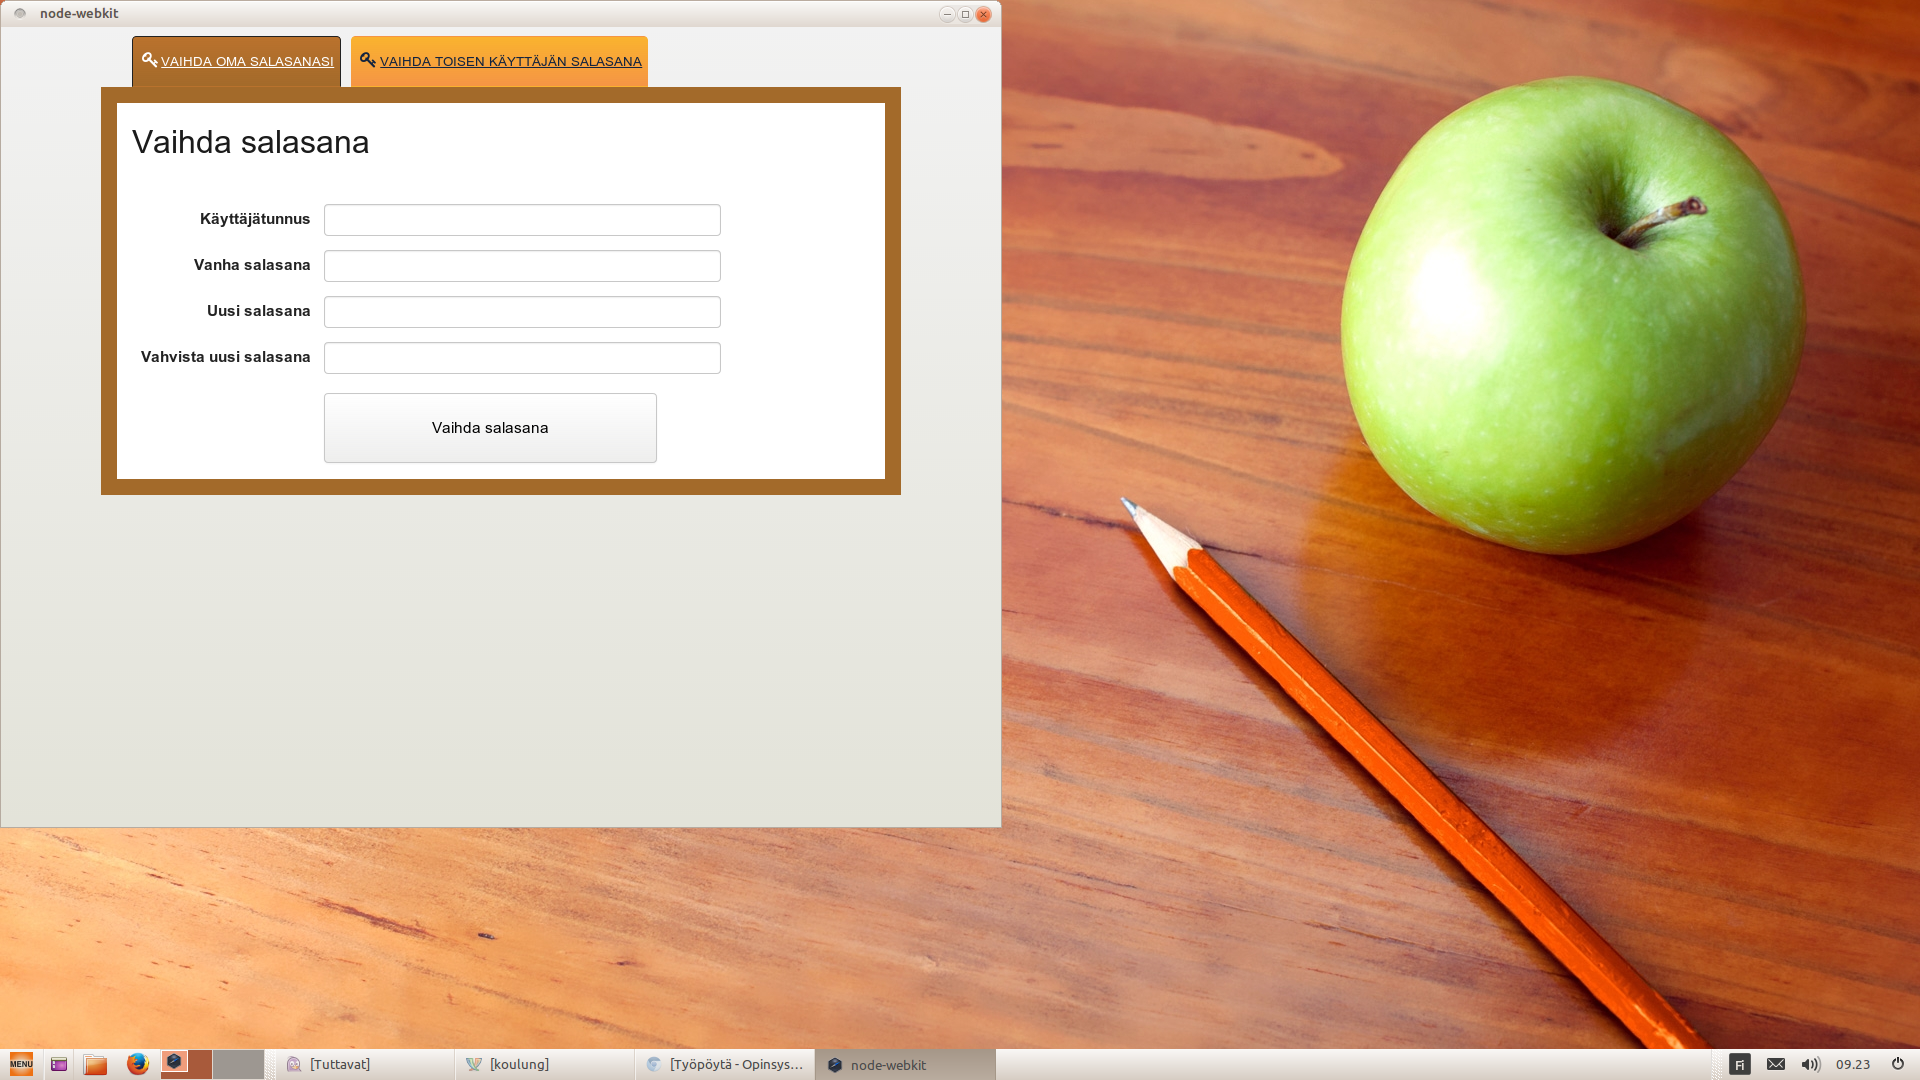 node-webkit
VAIHDA OMA SALASANASI
VAIHDA TOISEN KÄYTTÄJÄN SALASANA
Vaihda salasana
Käyttäjätunnus
Vanha salasana
Uusi salasana
Vahvista uusi salasana
Vaihda salasana
MENU
[Tuttavat]
[koulung]
[Työpöytä - Opinsys...
node-webkit
Fi
09.23